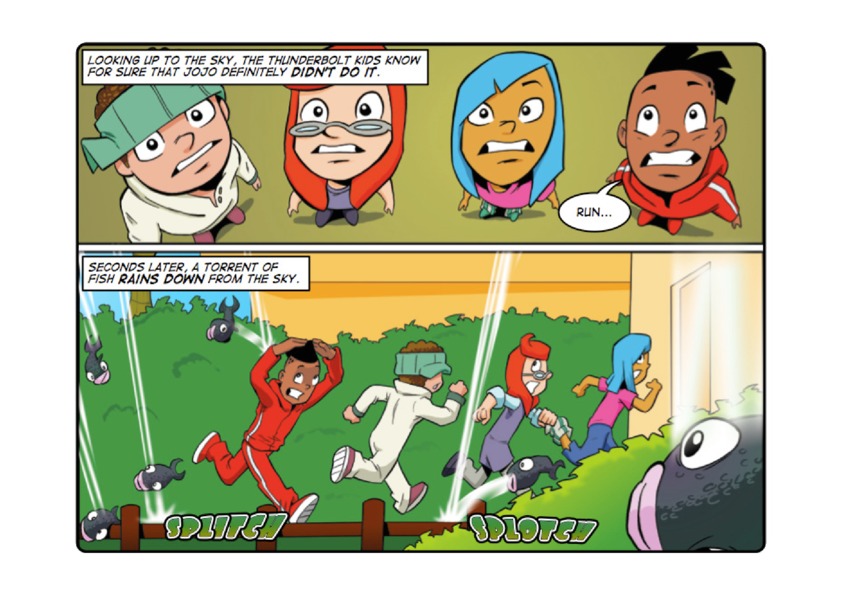 LOOKING UP TO THE SKY, THE THUNDERBOLT KIDS KNOW
FOR SURE THAT JOJO DEFINITELY DIDN'T DO IT.
RUN...
SECONDS LATER, A TORRENT OF
FISH RAINS DOWN FROM THE SKY.
SPLITCH
SPLOTCH